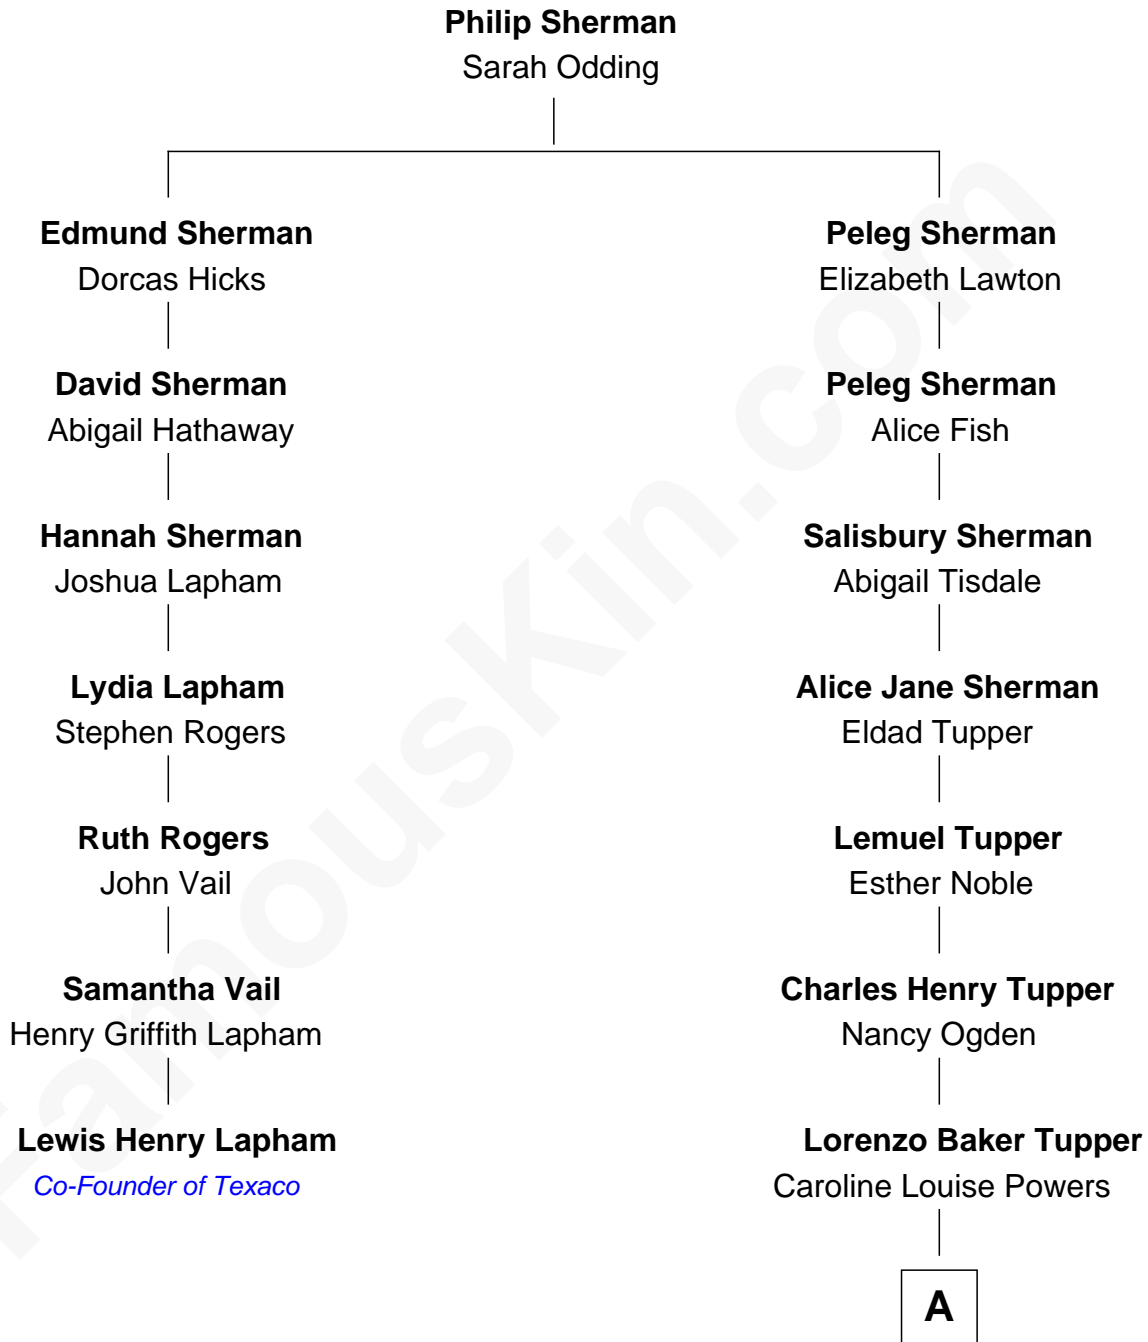 Philip Sherman
Sarah Odding
Edmund Sherman
Dorcas Hicks
David Sherman
Abigail Hathaway
Hannah Sherman
Joshua Lapham
Lydia Lapham
Stephen Rogers
Ruth Rogers
John Vail
Samantha Vail
Henry Griffith Lapham
Lewis Henry Lapham
Co-Founder of Texaco
Peleg Sherman
Elizabeth Lawton
Peleg Sherman
Alice Fish
Salisbury Sherman
Abigail Tisdale
Alice Jane Sherman
Eldad Tupper
Lemuel Tupper
Esther Noble
Charles Henry Tupper
Nancy Ogden
Lorenzo Baker Tupper
Caroline Louise Powers
A
FamousKin.com